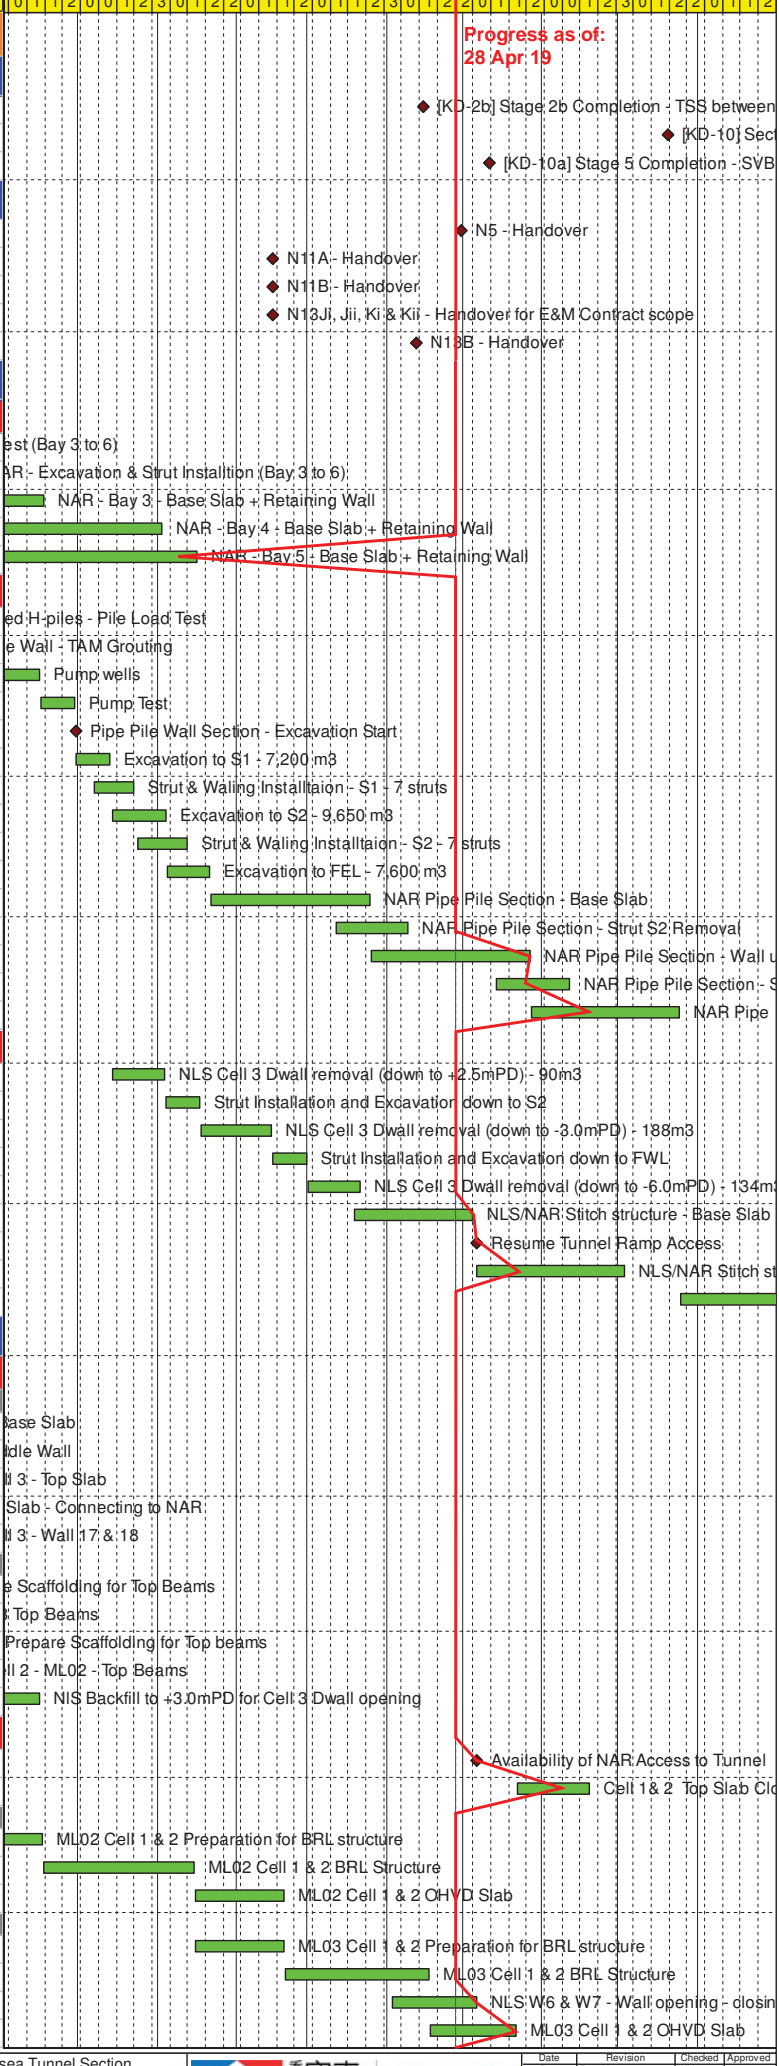 Progress as of:
28 Apr 19
[KD-2b] Stage 2b Completion - TSS between
[KD-10] Sect
[KD-10a] Stage 5 Completion - SVB
N5 - Handover
N11A - Handover
N11B - Handover
N13Ji, Jii, Ki & Kii - Handover for E&M Contract scope
N13B - Handover
est (Bay 3 to 6)
AR - Excavation & Strut Installtion (Bay 3 to 6)
NAR - Bay 3 - Base Slab + Retaining Wall
NAR - Bay 4 - Base Slab + Retaining Wall
NAR - Bay 5 - Base Slab + Retaining Wall
ed H-piles - Pile Load Test
e Wall - TAM Grouting
Pump wells
Pump Test
Pipe Pile Wall Section - Excavation Start
Excavation to S1 - 7,200 m3
Strut & Waling Installtaion - S1 - 7 struts
Excavation to S2 - 9,650 m3
Strut & Waling Installtaion - S2 - 7 struts
Excavation to FEL - 7,600 m3
NAR Pipe Pile Section - Base Slab
NAR Pipe Pile Section - Strut S2 Removal
NAR Pipe Pile Section - Wall u
NAR Pipe Pile Section - S
NAR Pipe
NLS Cell 3 Dwall removal (down to +2.5mPD) - 90m3
Strut Installation and Excavation down to S2
NLS Cell 3 Dwall removal (down to -3.0mPD) - 188m3
Strut Installation and Excavation down to FWL
NLS Cell 3 Dwall removal (down to -6.0mPD) - 134m3
NLS/NAR Stitch structure - Base Slab
Resume Tunnel Ramp Access
NLS/NAR Stitch st
Base Slab
ddle Wall
ll 3 - Top Slab
Slab - Connecting to NAR
ll 3 - Wall 17 & 18
e Scaffolding for Top Beams
3 Top Beams
Prepare Scaffolding for Top beams
ell 2 - ML02 - Top Beams
NIS Backfill to +3.0mPD for Cell 3 Dwall opening
Availability of NAR Access to Tunnel
Cell 1& 2 Top Slab Clo
ML02 Cell 1 & 2 Preparation for BRL structure
ML02 Cell 1 & 2 BRL Structure
ML02 Cell 1 & 2 OHVD Slab
ML03 Cell 1 & 2 Preparation for BRL structure
ML03 Cell 1 & 2 BRL Structure
NLS W6 & W7 - Wall opening - closin
ML03 Cell 1 & 2 OHVD Slab
sea Tunnel Section
Date Revision Checked Approved